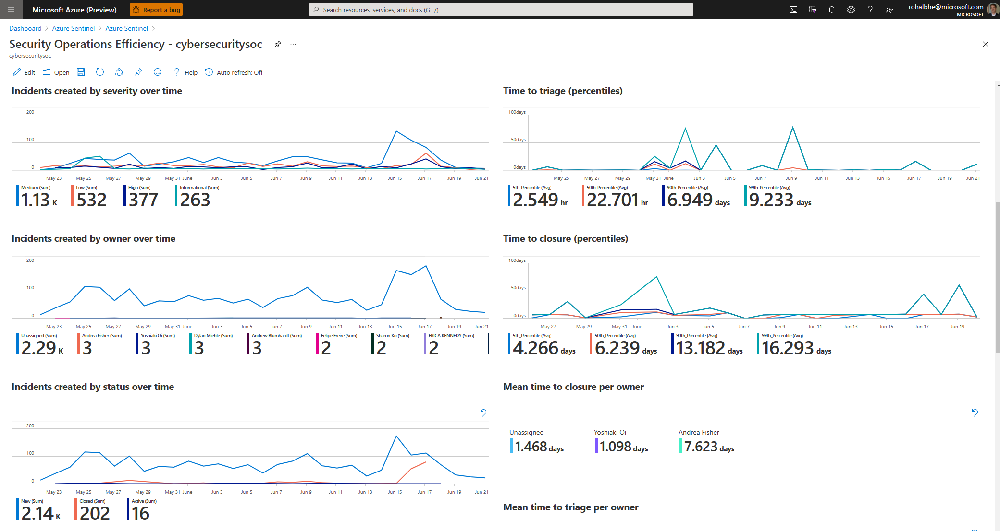 Microsoft Azure (Preview)
Report a bug
Search resources, services, and docs (G+/)
rohalbhe@microsoft.com
MICROSOFT
Dashboard > Azure Sentinel > Azure Sentinel >
Security Operations Efficiency - cybersecuritysoc
cybersecuritysoc
Edit Open Help Auto refresh: Off
Incidents created by severity over time
200
100
0
May 23 May 25 May 27 May 29 May 31 June Jun 3 Jun 5 Jun 7 Jun 9 Jun 11 Jun 13 Jun 15 Jun 17 Jun 19 Jun 21
Medium (Sum) Low (Sum) High (Sum) Informational (Sum)
1.13 K 532 377 263
Time to triage (percentiles)
100days
50days
0days
May 25 May 27 May 29 May 31 June Jun 3 Jun 5 Jun 7 Jun 9 Jun 11 Jun 13 Jun 15 Jun 17 Jun 19 Jun 21
5th_Percentile (Avg) 50th_Percentile (Avg) 90th_Percentile (Avg) 99th_Percentile (Avg)
2.549 hr 22.701 hr 6.949 days 9.233 days
Incidents created by owner over time
200
100
0
May 23 May 25 May 27 May 29 May 31 June Jun 3 Jun 5 Jun 7 Jun 9 Jun 11 Jun 13 Jun 15 Jun 17 Jun 19 Jun 21
Unassigned (Sum) Andrea Fisher (Sum) Yoshiaki Oi (Sum) Dylan Miehle (Sum) Andrew Blumhardt (Sum) Felipe Freire (Sum) Sharon Ko (Sum) ERICA KENNEDY (Sum)
2.29 K 3 3 3 3 2 2 2
Time to closure (percentiles)
100days
50days
0days
May 27 May 29 May 31 June Jun 3 Jun 5 Jun 7 Jun 9 Jun 11 Jun 13 Jun 15 Jun 17 Jun 19
5th_Percentile (Avg) 50th_Percentile (Avg) 90th_Percentile (Avg) 99th_Percentile (Avg)
4.266 days 6.239 days 13.182 days 16.293 days
Incidents created by status over time
200
100
0
May 23 May 25 May 27 May 29 May 31 June Jun 3 Jun 5 Jun 7 Jun 9 Jun 11 Jun 13 Jun 15 Jun 17 Jun 19 Jun 21
New (Sum) Closed (Sum) Active (Sum)
2.14 K 202 16
Mean time to closure per owner
Unassigned Yoshiaki Oi Andrea Fisher
1.468 days 1.098 days 7.623 days
Mean time to triage per owner